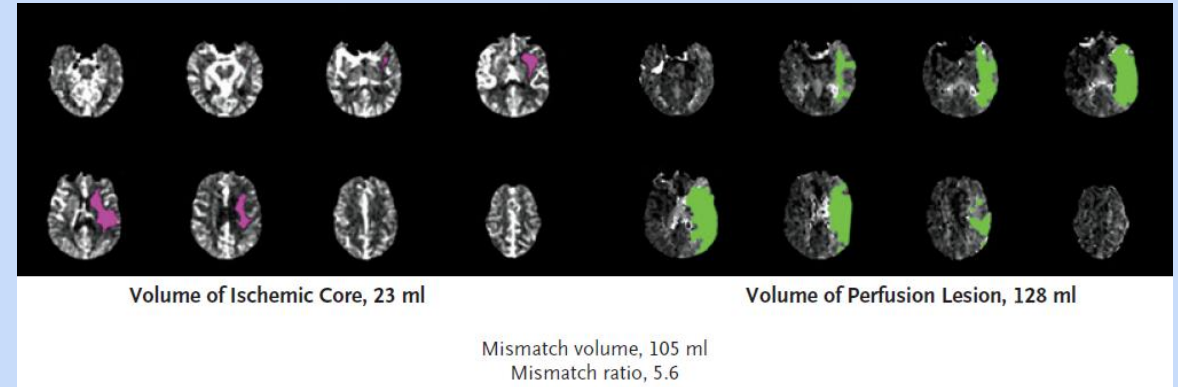 Volume of Ischemic Core, 23 ml
Volume of Perfusion Lesion, 128 ml
Mismatch volume, 105 ml
Mismatch ratio, 5.6